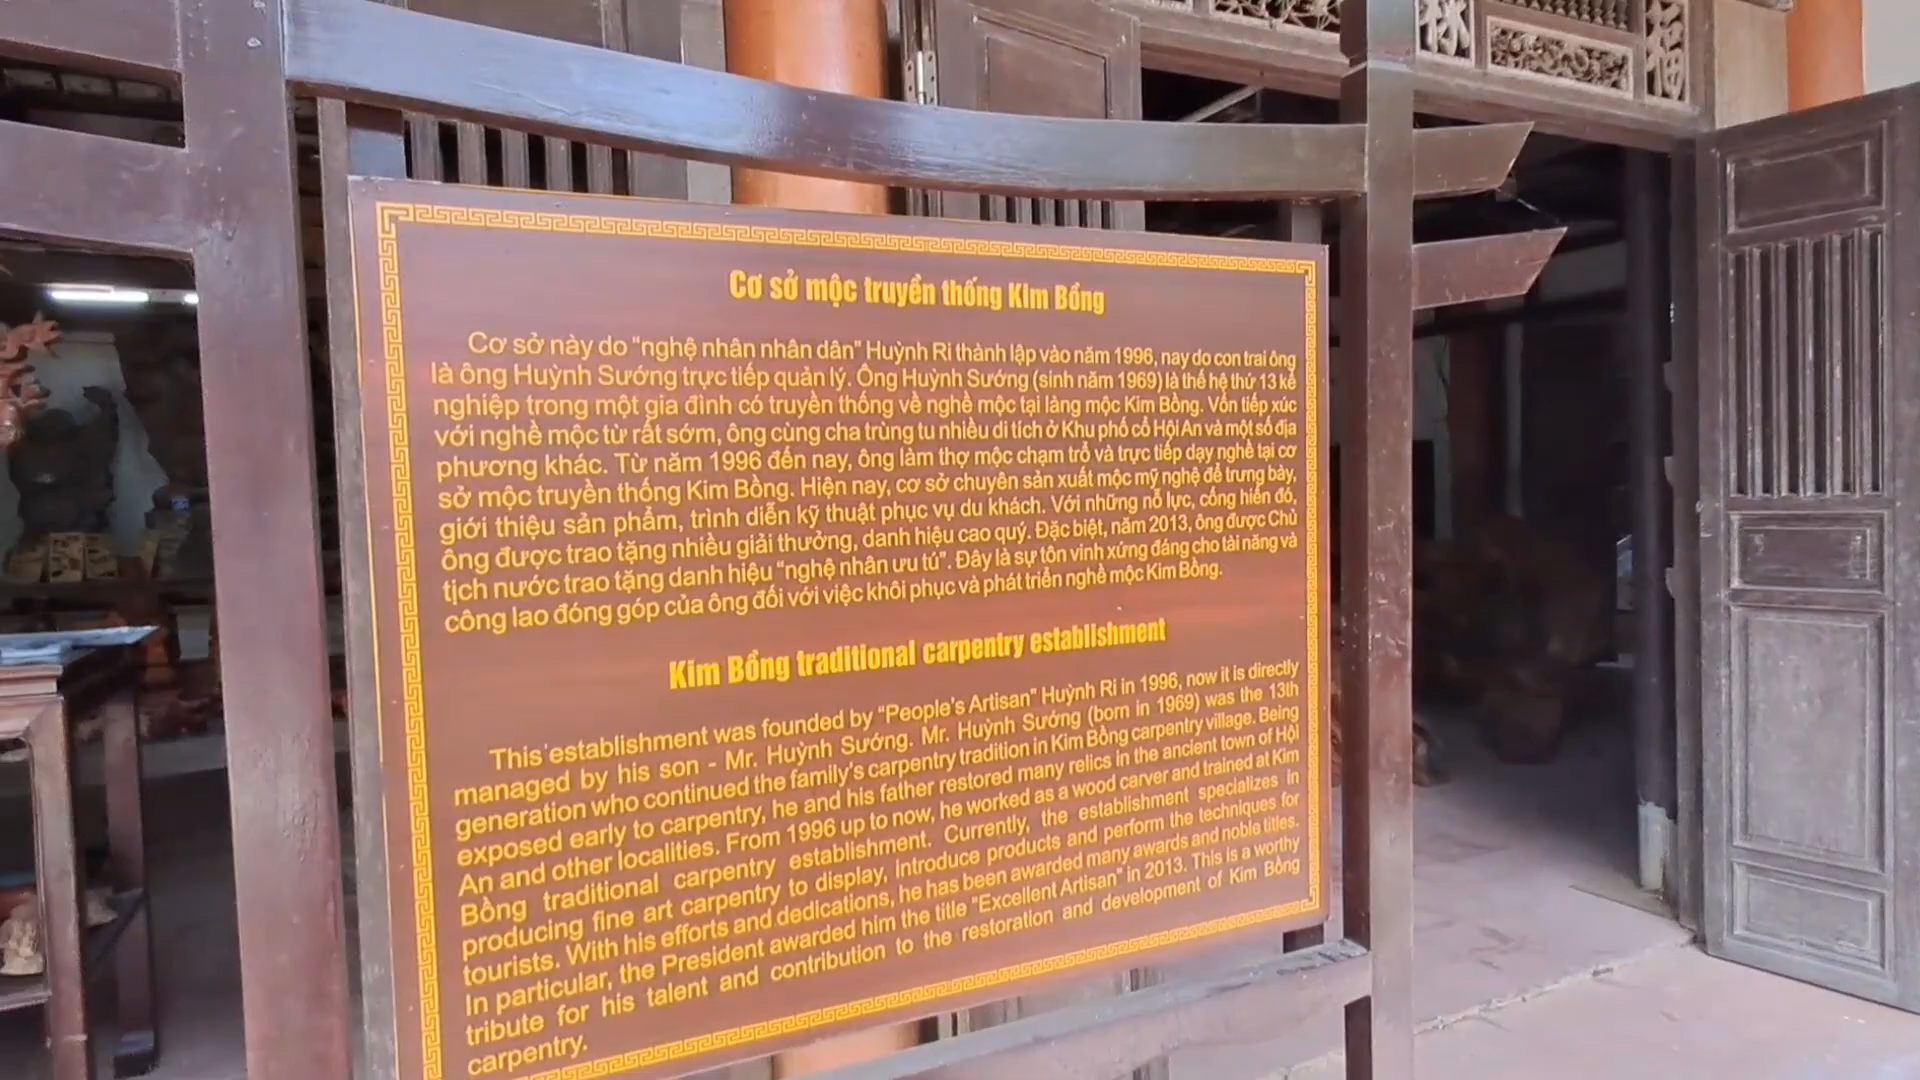 林
福
Cơ sở mộc truyền thống Kim Bồng
Cơ sở này do “nghệ nhân nhân dân” Huỳnh Ri thành lập vào năm 1996, nay do con trai ông
là ông Huỳnh Sướng trực tiếp quản lý. Ông Huỳnh Sướng (sinh năm 1969) là thế hệ thứ 13 kế
nghiệp trong một gia đình có truyền thống về nghề mộc tại làng mộc Kim Bồng. Vốn tiếp xúc
với nghề mộc từ rất sớm, ông cùng cha trùng tu nhiều di tích ở Khu phố cổ Hội An và một số địa
phương khác. Từ năm 1996 đến nay, ông làm thợ mộc chạm trổ và trực tiếp dạy nghề tại cơ
sở mộc truyền thống Kim Bồng. Hiện nay, cơ sở chuyên sản xuất mộc mỹ nghệ để trưng bày,
giới thiệu sản phẩm, trình diễn kỹ thuật phục vụ du khách. Với những nỗ lực, cống hiến đó,
ông được trao tặng nhiều giải thưởng, danh hiệu cao quý. Đặc biệt, năm 2013, ông được Chủ
tịch nước trao tặng danh hiệu “nghệ nhân ưu tú”. Đây là sự tôn vinh xứng đáng cho tài năng và
công lao đóng góp của ông đối với việc khôi phục và phát triển nghề mộc Kim Bồng.
Kim Bồng traditional carpentry establishment
This establishment was founded by “People’s Artisan” Huỳnh Ri in 1996, now it is directly
managed by his son - Mr. Huỳnh Sướng. Mr. Huỳnh Sướng (born in 1969) was the 13th
generation who continued the family’s carpentry tradition in Kim Bồng carpentry village. Being
exposed early to carpentry, he and his father restored many relics in the ancient town of Hội
An and other localities. From 1996 up to now, he worked as a wood carver and trained at Kim
Bồng traditional carpentry establishment. Currently, the establishment specializes in
producing fine art carpentry to display, introduce products and perform the techniques for
tourists. With his efforts and dedications, he has been awarded many awards and noble titles.
In particular, the President awarded him the title “Excellent Artisan” in 2013. This is a worthy
tribute for his talent and contribution to the restoration and development of Kim Bồng
carpentry.